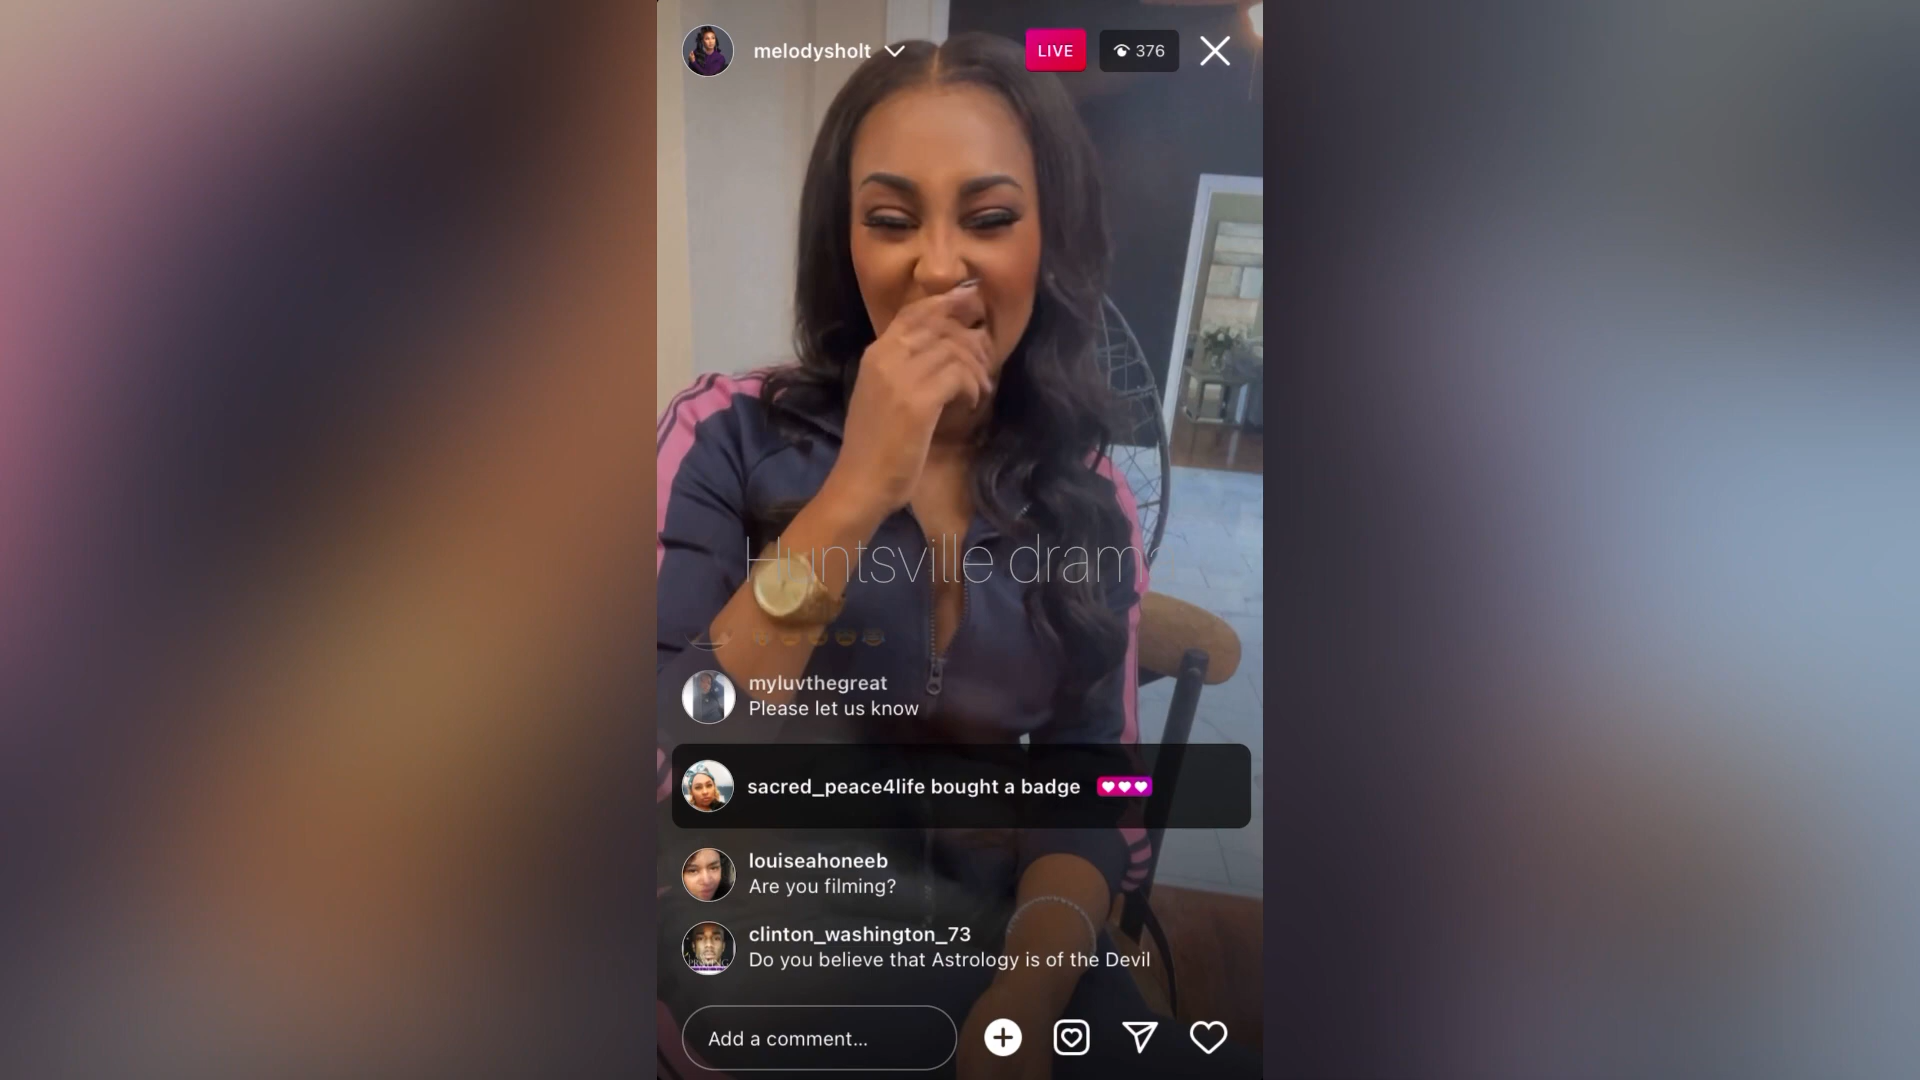 melodysholt
LIVE
376
Huntsville drama
myluvthegreat
Please let us know
sacred_peace4life bought a badge
louiseahoneeb
Are you filming?
clinton_washington_73
Do you believe that Astrology is of the Devil
Add a comment...